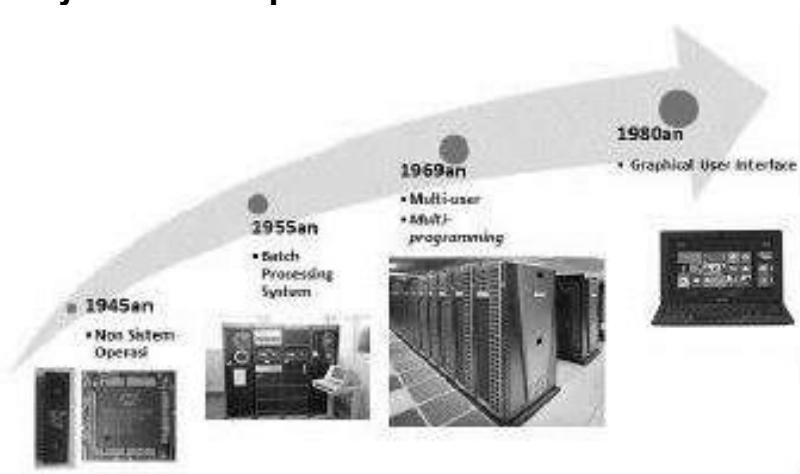 1945an
• Non Sistem
Operasi
1955an
• Batch
Processing
System
1969an
• Multi-user
• Multi-
programming
1980an
• Graphical User Interface